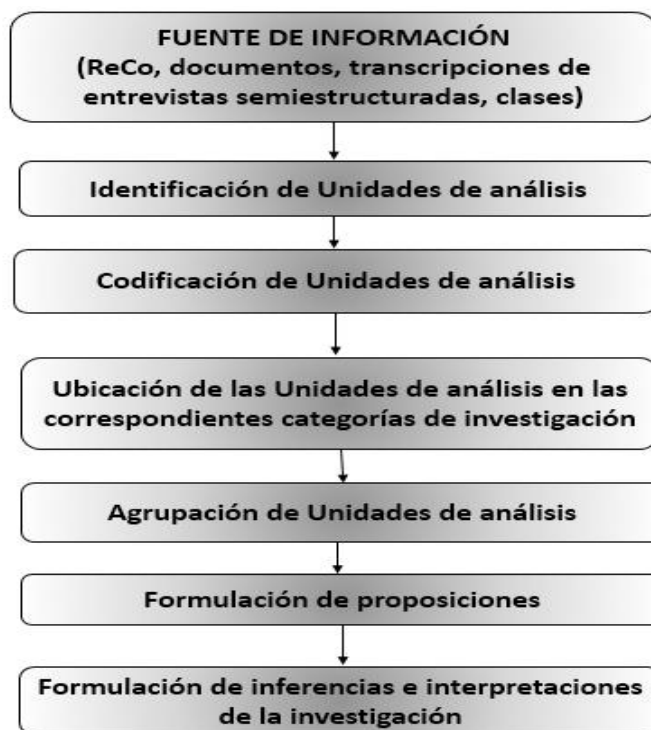 FUENTE DE INFORMACIÓN
(ReCo, documentos, transcripciones de
entrevistas semiestructuradas, clases)
Identificación de Unidades de análisis
Codificación de Unidades de análisis
Ubicación de las Unidades de análisis en las
correspondientes categorías de investigación
Agrupación de Unidades de análisis
Formulación de proposiciones
Formulación de inferencias e interpretaciones
de la investigación